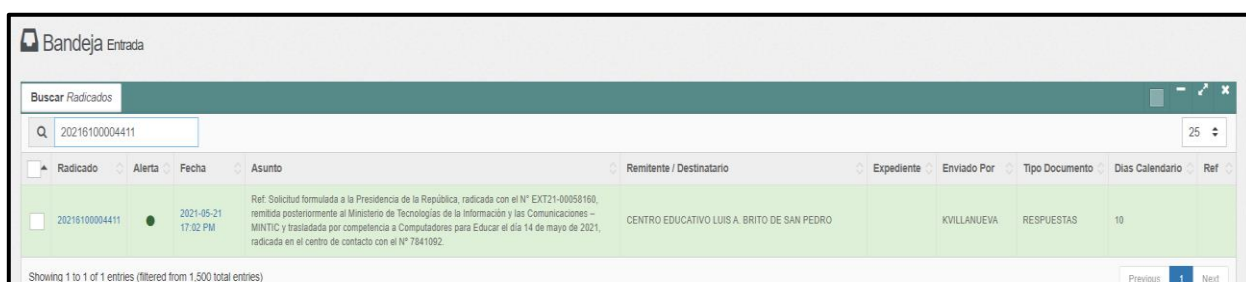 Bandeja Entrada
Buscar Radicados
20216100004411
25
Radicado Alerta Fecha Asunto Remitente / Destinatario Expediente Enviado Por Tipo Documento Dias Calendario Ref
20216100004411
2021-05-21
17:02 PM
Ref: Solicitud formulada a la Presidencia de la República, radicada con el N° EXT21-00058160,
remitida posteriormente al Ministerio de Tecnologías de la Información y las Comunicaciones –
MINTIC y trasladada por competencia a Computadores para Educar el día 14 de mayo de 2021,
radicada en el centro de contacto con el Nº 7841092.
CENTRO EDUCATIVO LUIS A. BRITO DE SAN PEDRO
KVILLANUEVA
RESPUESTAS
10
Showing 1 to 1 of 1 entries (filtered from 1,500 total entries)
Previous 1 Next